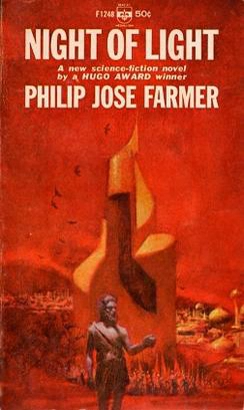 F1248 50¢
NIGHT OF LIGHT
A new science-fiction novel
by a HUGO AWARD winner
PHILIP JOSE FARMER